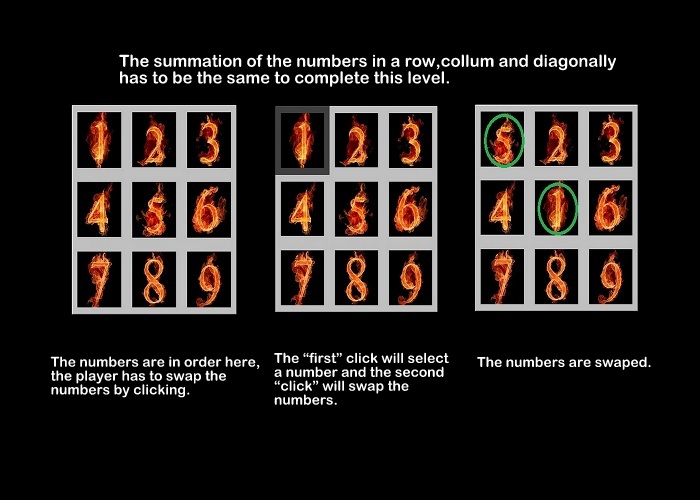 The summation of the numbers in a row,collum and diagonally
has to be the same to complete this level.
1 2 3
4 5 6
7 8 9
1 2 3
4 5 6
7 8 9
5 2 3
4 1 6
7 8 9
The numbers are in order here,
the player has to swap the
numbers by clicking.
The “first” click will select
a number and the second
“click” will swap the
numbers.
The numbers are swaped.